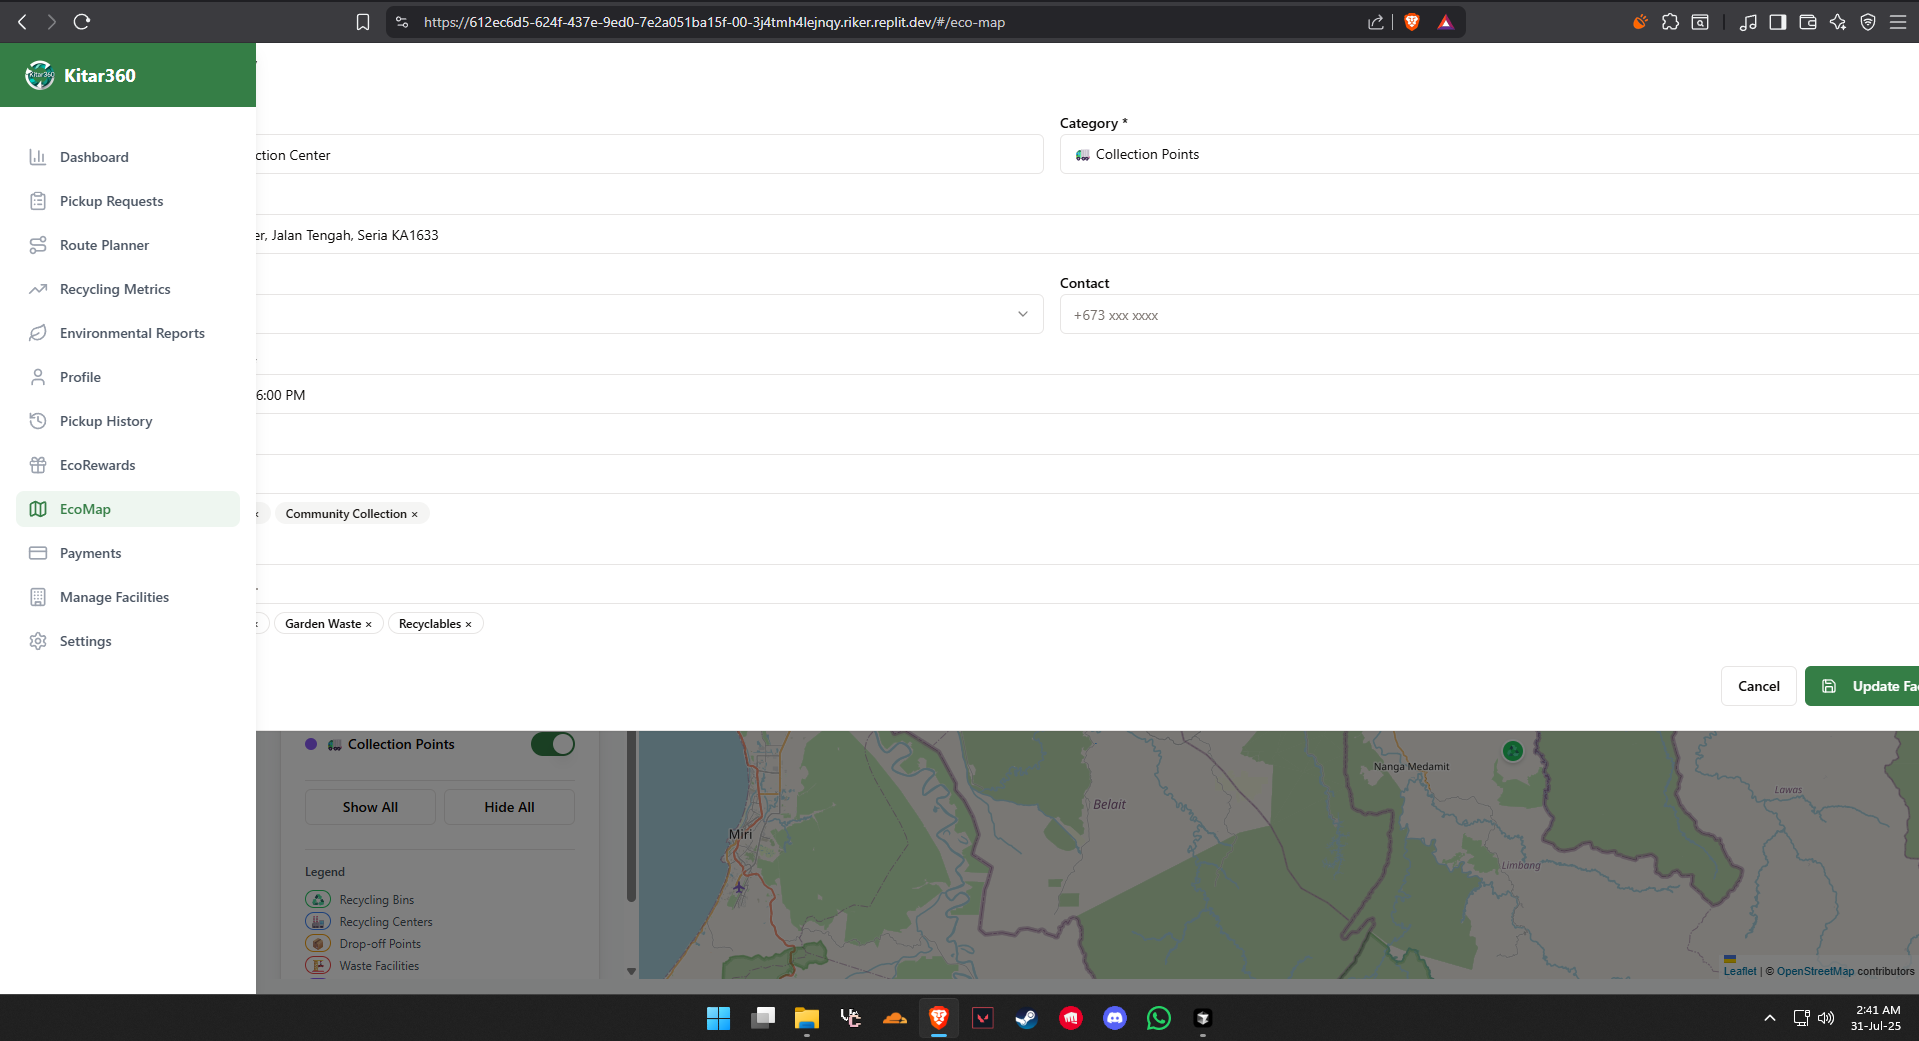 https://612ec6d5-624f-437e-9ed0-7e2a051ba15f-00-3j4tmh4lejnqy.riker.replit.dev/#/eco-map
Kitar360
Dashboard
Pickup Requests
Route Planner
Recycling Metrics
Environmental Reports
Profile
Pickup History
EcoRewards
EcoMap
Payments
Manage Facilities
Settings
Category *
ction Center
Collection Points
er, Jalan Tengah, Seria KA1633
Contact
+673 xxx xxxx
6:00 PM
Community Collection ×
Garden Waste ×
Recyclables ×
Cancel
Update Fa
Collection Points
Show All
Hide All
Legend
Recycling Bins
Recycling Centers
Drop-off Points
Waste Facilities
Nanga Medamit
Lawas
Belait
Miri
Limbang
Leaflet | © OpenStreetMap contributors
2:41 AM
31-Jul-25